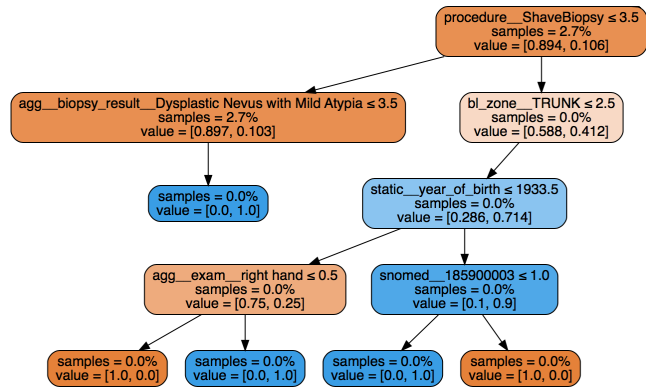 procedure__ShaveBiopsy ≤ 3.5
samples = 2.7%
value = [0.894, 0.106]
agg__biopsy_result__Dysplastic Nevus with Mild Atypia ≤ 3.5
samples = 2.7%
value = [0.897, 0.103]
bl_zone__TRUNK ≤ 2.5
samples = 0.0%
value = [0.588, 0.412]
samples = 0.0%
value = [0.0, 1.0]
static__year_of_birth ≤ 1933.5
samples = 0.0%
value = [0.286, 0.714]
agg__exam__right hand ≤ 0.5
samples = 0.0%
value = [0.75, 0.25]
snomed__185900003 ≤ 1.0
samples = 0.0%
value = [0.1, 0.9]
samples = 0.0%
value = [1.0, 0.0]
samples = 0.0%
value = [0.0, 1.0]
samples = 0.0%
value = [0.0, 1.0]
samples = 0.0%
value = [1.0, 0.0]